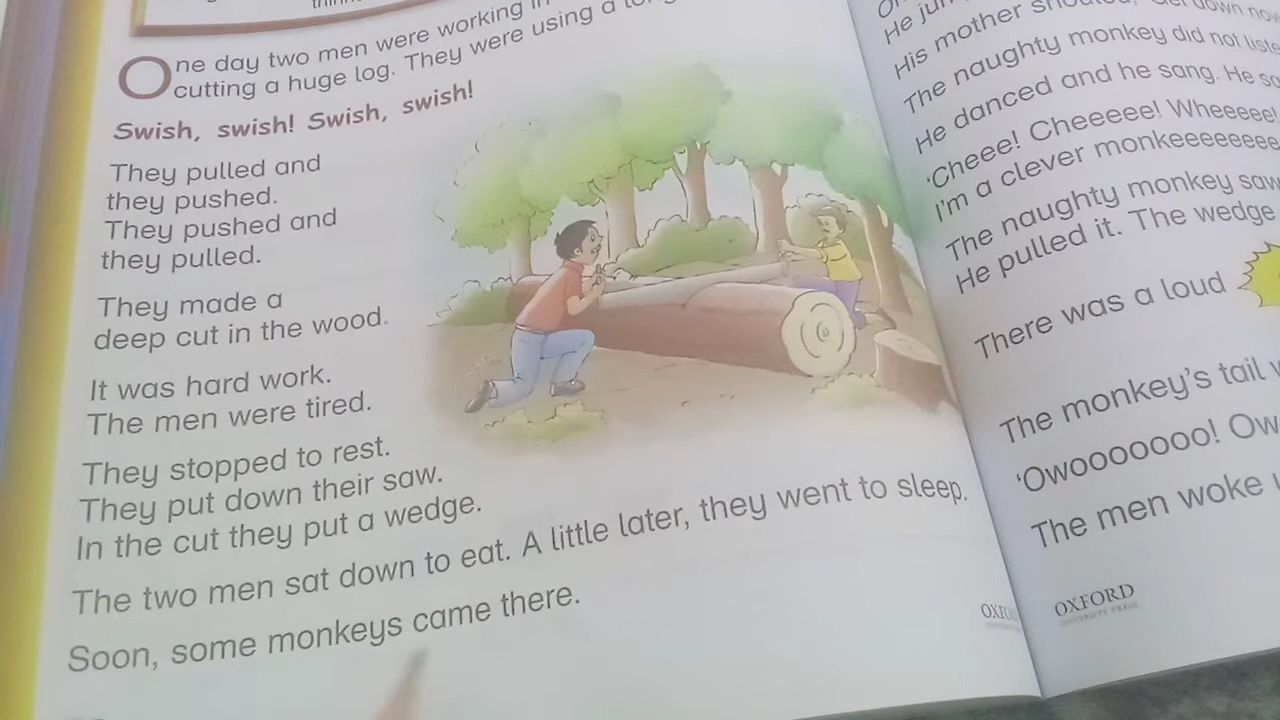 One day two men were working in
cutting a huge log. They were using a
Swish, swish! Swish, swish!
They pulled and
they pushed.
They pushed and
they pulled.
They made a
deep cut in the wood.
It was hard work.
The men were tired.
They stopped to rest.
They put down their saw.
In the cut they put a wedge.
The two men sat down to eat. A little later, they went to sleep.
Soon, some monkeys came there.
He
His mother shouted,
The naughty monkey did not
He danced and he sang. He
‘Cheee! Cheeeee! Wheeeee!
I'm a clever monkeeeeeeee
The naughty monkey saw
He pulled it. The wedge
There was a loud
The monkey's tail
‘Owooooooo!
The men woke
OXFORD
UNIVERSITY PRESS